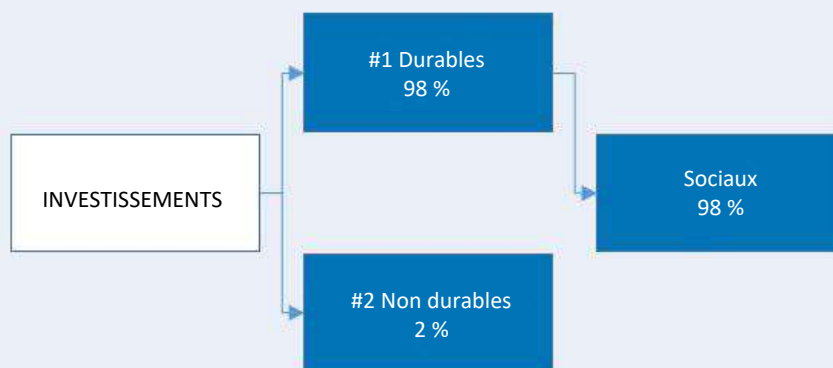 #1 Durables
98 %
INVESTISSEMENTS
Sociaux
98 %
#2 Non durables
2 %